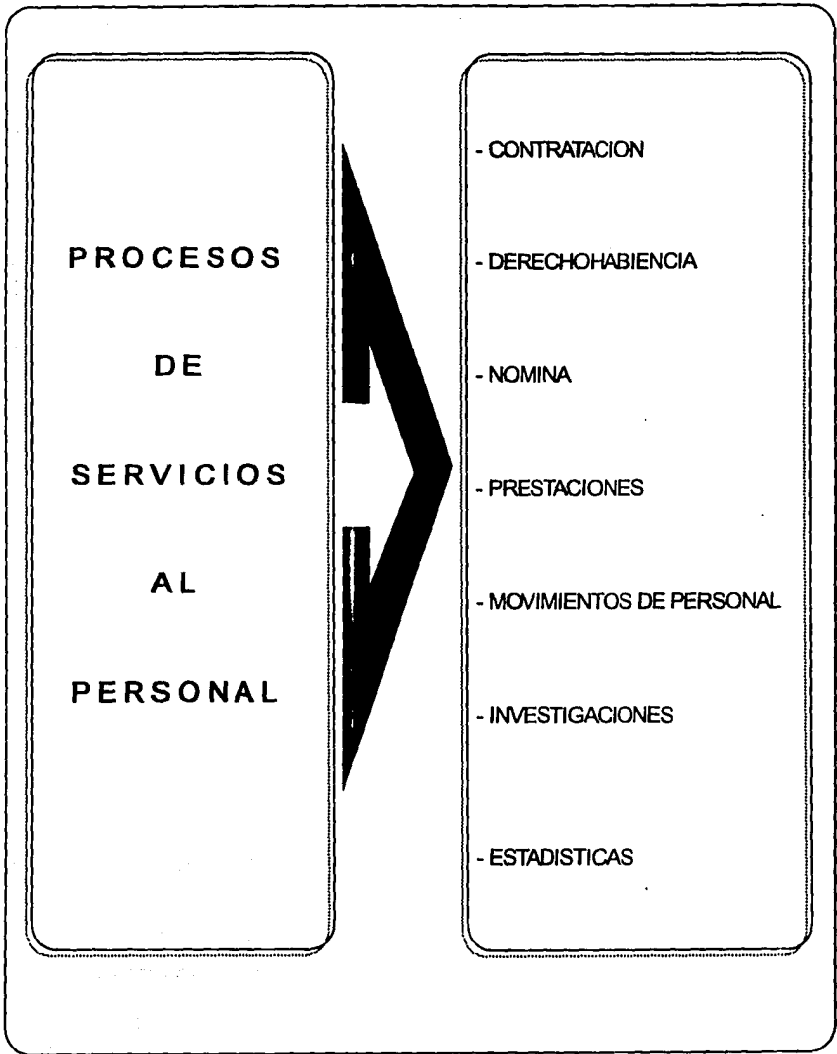 PROCESOS
DE
SERVICIOS
AL
PERSONAL
- CONTRATACION
- DERECHOHABIENCIA
- NOMINA
- PRESTACIONES
- MOVIMIENTOS DE PERSONAL
- INVESTIGACIONES
- ESTADISTICAS